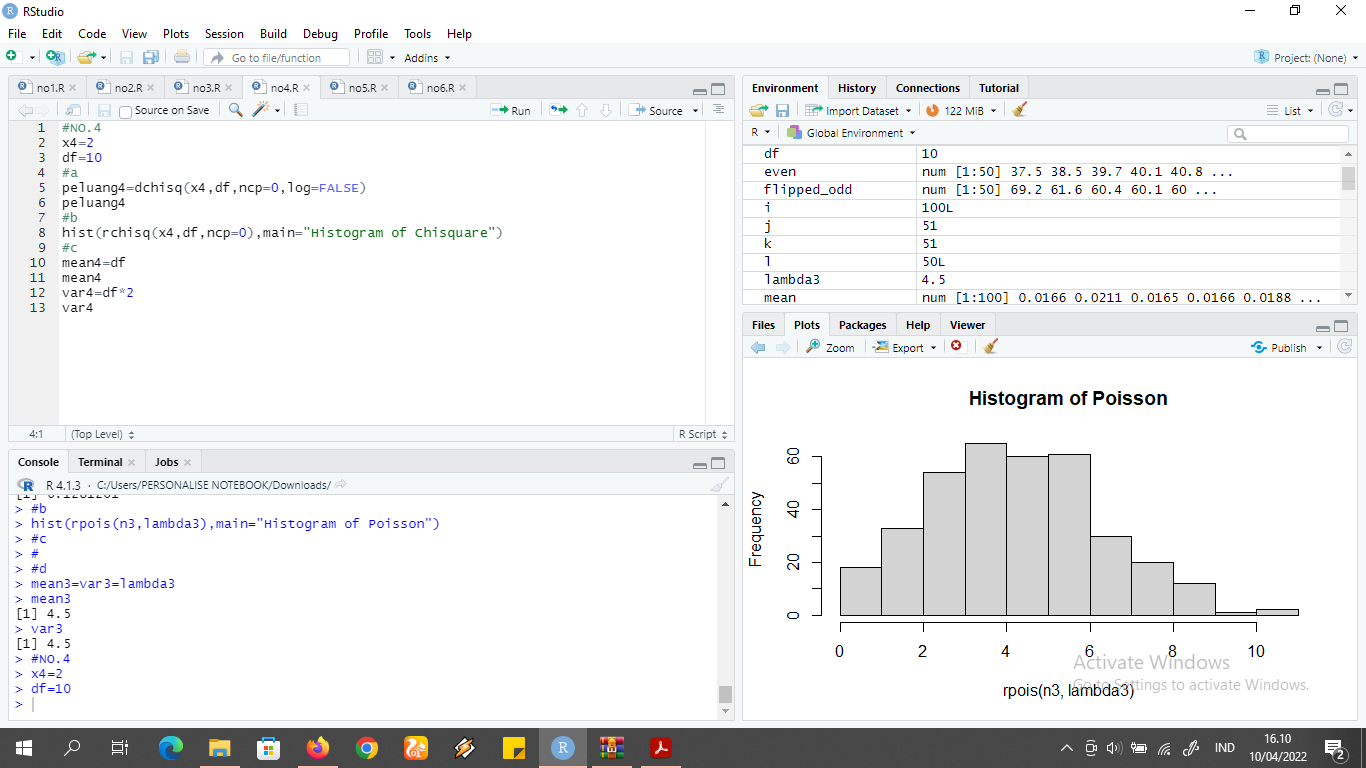 RStudio
File Edit Code View Plots Session Build Debug Profile Tools Help
Go to file/function Addins Project: (None)
no1.R no2.R no3.R no4.R no5.R no6.R
Source on Save Run Source
1 #NO.4
2 x4=2
3 df=10
4 #a
5 peluang4=dchisq(x4,df,ncp=0,log=FALSE)
6 peluang4
7 #b
8 hist(rchisq(x4,df,ncp=0),main="Histogram of Chisquare")
9 #c
10 mean4=df
11 mean4
12 var4=df*2
13 var4
4:1 (Top Level) R Script
Console Terminal Jobs
R 4.1.3 · C:/Users/PERSONALISE NOTEBOOK/Downloads/
> #b
> hist(rpois(n3,lambda3),main="Histogram of Poisson")
> #c
> #
> #d
> mean3=var3=lambda3
> mean3
[1] 4.5
> var3
[1] 4.5
> #NO.4
> x4=2
> df=10
>
Environment History Connections Tutorial
Import Dataset 122 MiB List
R Global Environment
df 10
even num [1:50] 37.5 38.5 39.7 40.1 40.8 ...
flipped_odd num [1:50] 69.2 61.6 60.4 60.1 60 ...
i 100L
j 51
k 51
l 50L
lambda3 4.5
mean num [1:100] 0.0166 0.0211 0.0165 0.0166 0.0188 ...
Files Plots Packages Help Viewer
Zoom Export Publish
Histogram of Poisson
Frequency
60
40
20
0
0 2 4 6 8 10
rpois(n3, lambda3)
Activate Windows
Go to Settings to activate Windows.
IND 16.10
10/04/2022 2